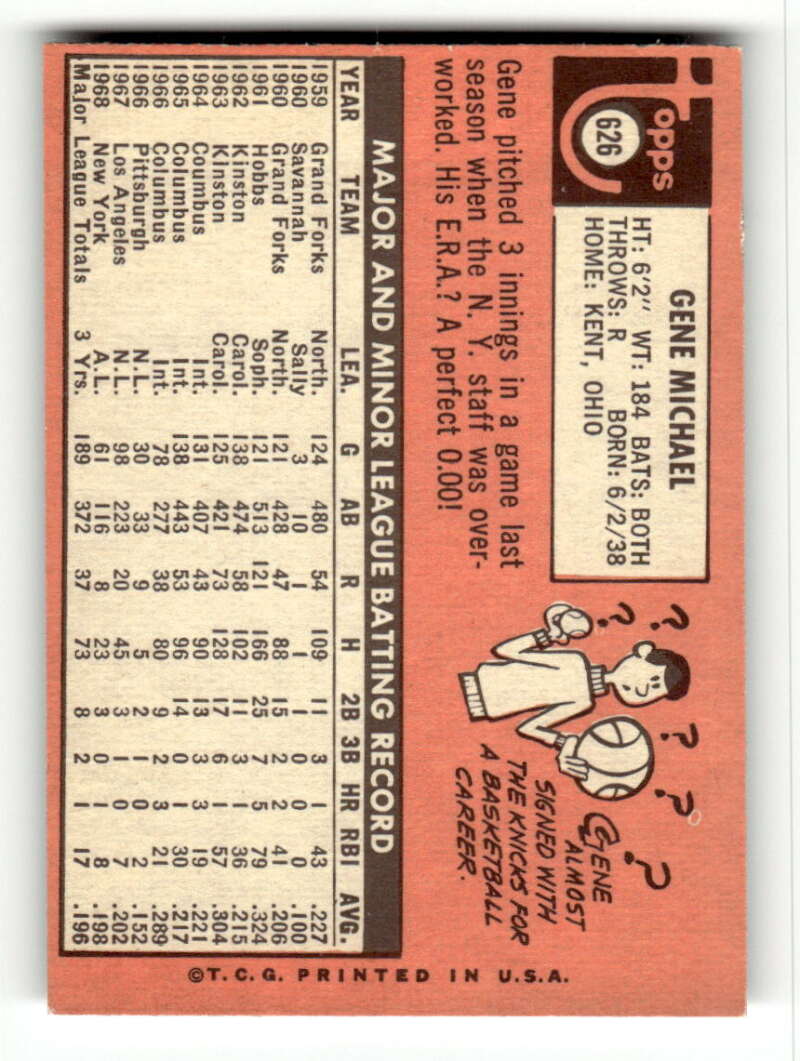 Topps
626
GENE MICHAEL
HT: 6'2" WT: 184 BATS: BOTH
THROWS: R BORN: 6/2/38
HOME: KENT, OHIO
Gene pitched 3 innings in a game last
season when the N. Y. staff was over-
worked. His E.R.A.? A perfect 0.00!
? ? ? ? ?
GENE
ALMOST
SIGNED WITH
THE KNICKS FOR
A BASKETBALL
CAREER.
MAJOR AND MINOR LEAGUE BATTING RECORD
YEAR TEAM LEA. G AB R H 2B 3B HR RBI AVG.
1959 Grand Forks North. 124 480 54 109 11 3 1 43 .227
1960 Savannah Sally 3 10 1 1 1 0 0 0 .100
1960 Grand Forks North. 121 428 47 88 15 2 2 41 .206
1961 Hobbs Soph. 121 513 121 166 25 7 5 79 .324
1962 Kinston Carol. 138 474 58 102 11 3 1 36 .215
1963 Kinston Carol. 125 421 73 128 17 6 1 57 .304
1964 Coumbus Int. 131 407 43 90 13 3 3 19 .221
1965 Columbus Int. 138 443 53 96 14 0 1 30 .217
1966 Columbus Int. 78 277 38 80 9 2 3 21 .289
1966 Pittsburgh N.L. 30 33 9 5 2 1 0 2 .152
1967 Los Angeles N.L. 98 223 20 45 3 1 0 7 .202
1968 New York A.L. 61 116 8 23 3 0 1 8 .198
Major League Totals 3 Yrs. 189 372 37 73 8 2 1 17 .196
©T.C.G. PRINTED IN U.S.A.